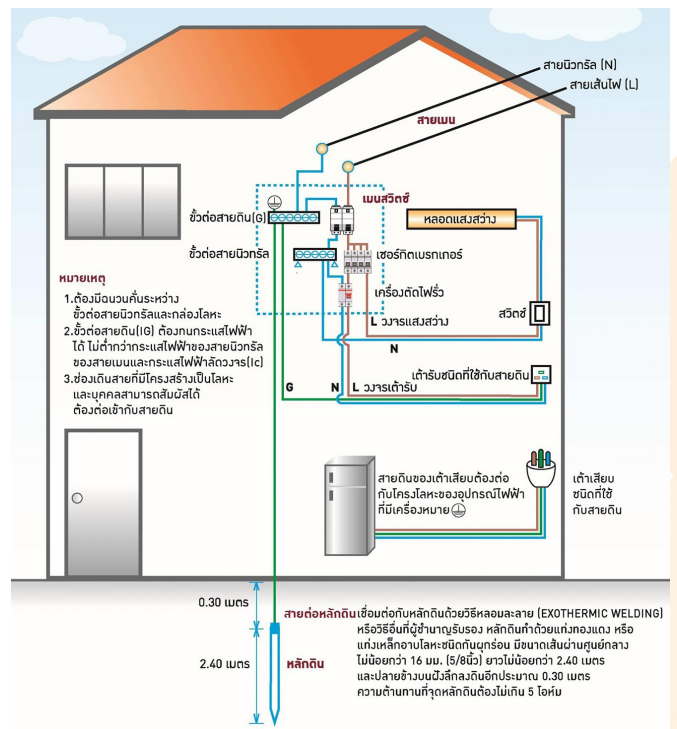 สายนิวทรัล (N)
สายเส้นไฟ (L)
สายเมน
เมนสวิตซ์
ขั้วต่อสายดิน(G)
หลอดแสงสว่าง
ขั้วต่อสายนิวทรัล
เซอร์กิตเบรกเกอร์
เครื่องตัดไฟรั่ว
หมายเหตุ
1.ต้องมีฉนวนคั่นระหว่าง
ขั้วต่อสายนิวทรัลและกล่องโลหะ
2.ขั้วต่อสายดิน(IG) ต้องทนกระแสไฟฟ้า
ได้ ไม่ต่ำกว่ากระแสไฟฟ้าของสายนิวทรัล
ของสายเมนและกระแสไฟฟ้าลัดวงจร(Ic)
3.ช่องเดินสายที่มีโครงสร้างเป็นโลหะ
และบุคคลสามารถสัมผัสได้
ต้องต่อเข้ากับสายดิน
L วงจรแสงสว่าง
สวิตซ์
N
เต้ารับชนิดที่ใช้กับสายดิน
G
N
L วงจรเต้ารับ
สายดินของเต้าเสียบต้องต่อ
กับโครงโลหะของอุปกรณ์ไฟฟ้า
ที่มีเครื่องหมาย
เต้าเสียบ
ชนิดที่ใช้
กับสายดิน
0.30 เมตร
สายต่อหลักดิน
เชื่อมต่อกับหลักดินด้วยวิธีหลอมละลาย (EXOTHERMIC WELDING)
หรือวิธีอื่นที่ผู้ชำนาญรับรอง หลักดินทำด้วยแท่งทองแดง หรือ
แท่งเหล็กอาบโลหะชนิดกันผุกร่อน มีขนาดเส้นผ่านศูนย์กลาง
ไม่น้อยกว่า 16 มม. (5/8นิ้ว) ยาวไม่น้อยกว่า 2.40 เมตร
และปลายข้างบนฝังลึกลงดินอีกประมาณ 0.30 เมตร
ความต้านทานที่จุดหลักดินต้องไม่เกิน 5 โอห์ม
2.40 เมตร
หลักดิน